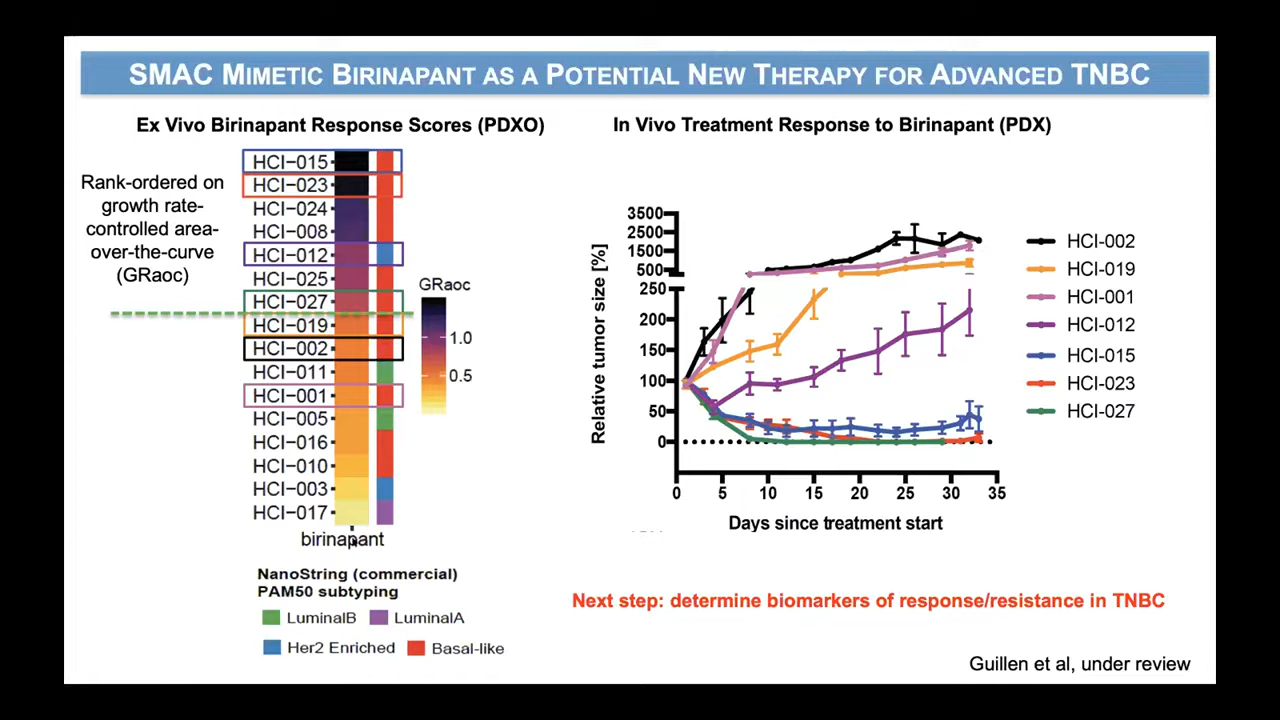 SMAC MIMETIC BIRINAPANT AS A POTENTIAL NEW THERAPY FOR ADVANCED TNBC
Ex Vivo Birinapant Response Scores (PDXO)
Rank-ordered on
growth rate-
controlled area-
over-the-curve
(GRaoc)
HCI−015
HCI−023
HCI−024
HCI−008
HCI−012
HCI−025
HCI−027
HCI−019
HCI−002
HCI−011
HCI−001
HCI−005
HCI−016
HCI−010
HCI−003
HCI−017
birinapant
GRaoc
1.0
0.5
NanoString (commercial)
PAM50 subtyping
LuminalB LuminalA
Her2 Enriched Basal-like
In Vivo Treatment Response to Birinapant (PDX)
Relative tumor size [%]
3500
2500
1500
500
250
200
150
100
50
0
0 5 10 15 20 25 30 35
Days since treatment start
HCI-002
HCI-019
HCI-001
HCI-012
HCI-015
HCI-023
HCI-027
Next step: determine biomarkers of response/resistance in TNBC
Guillen et al, under review